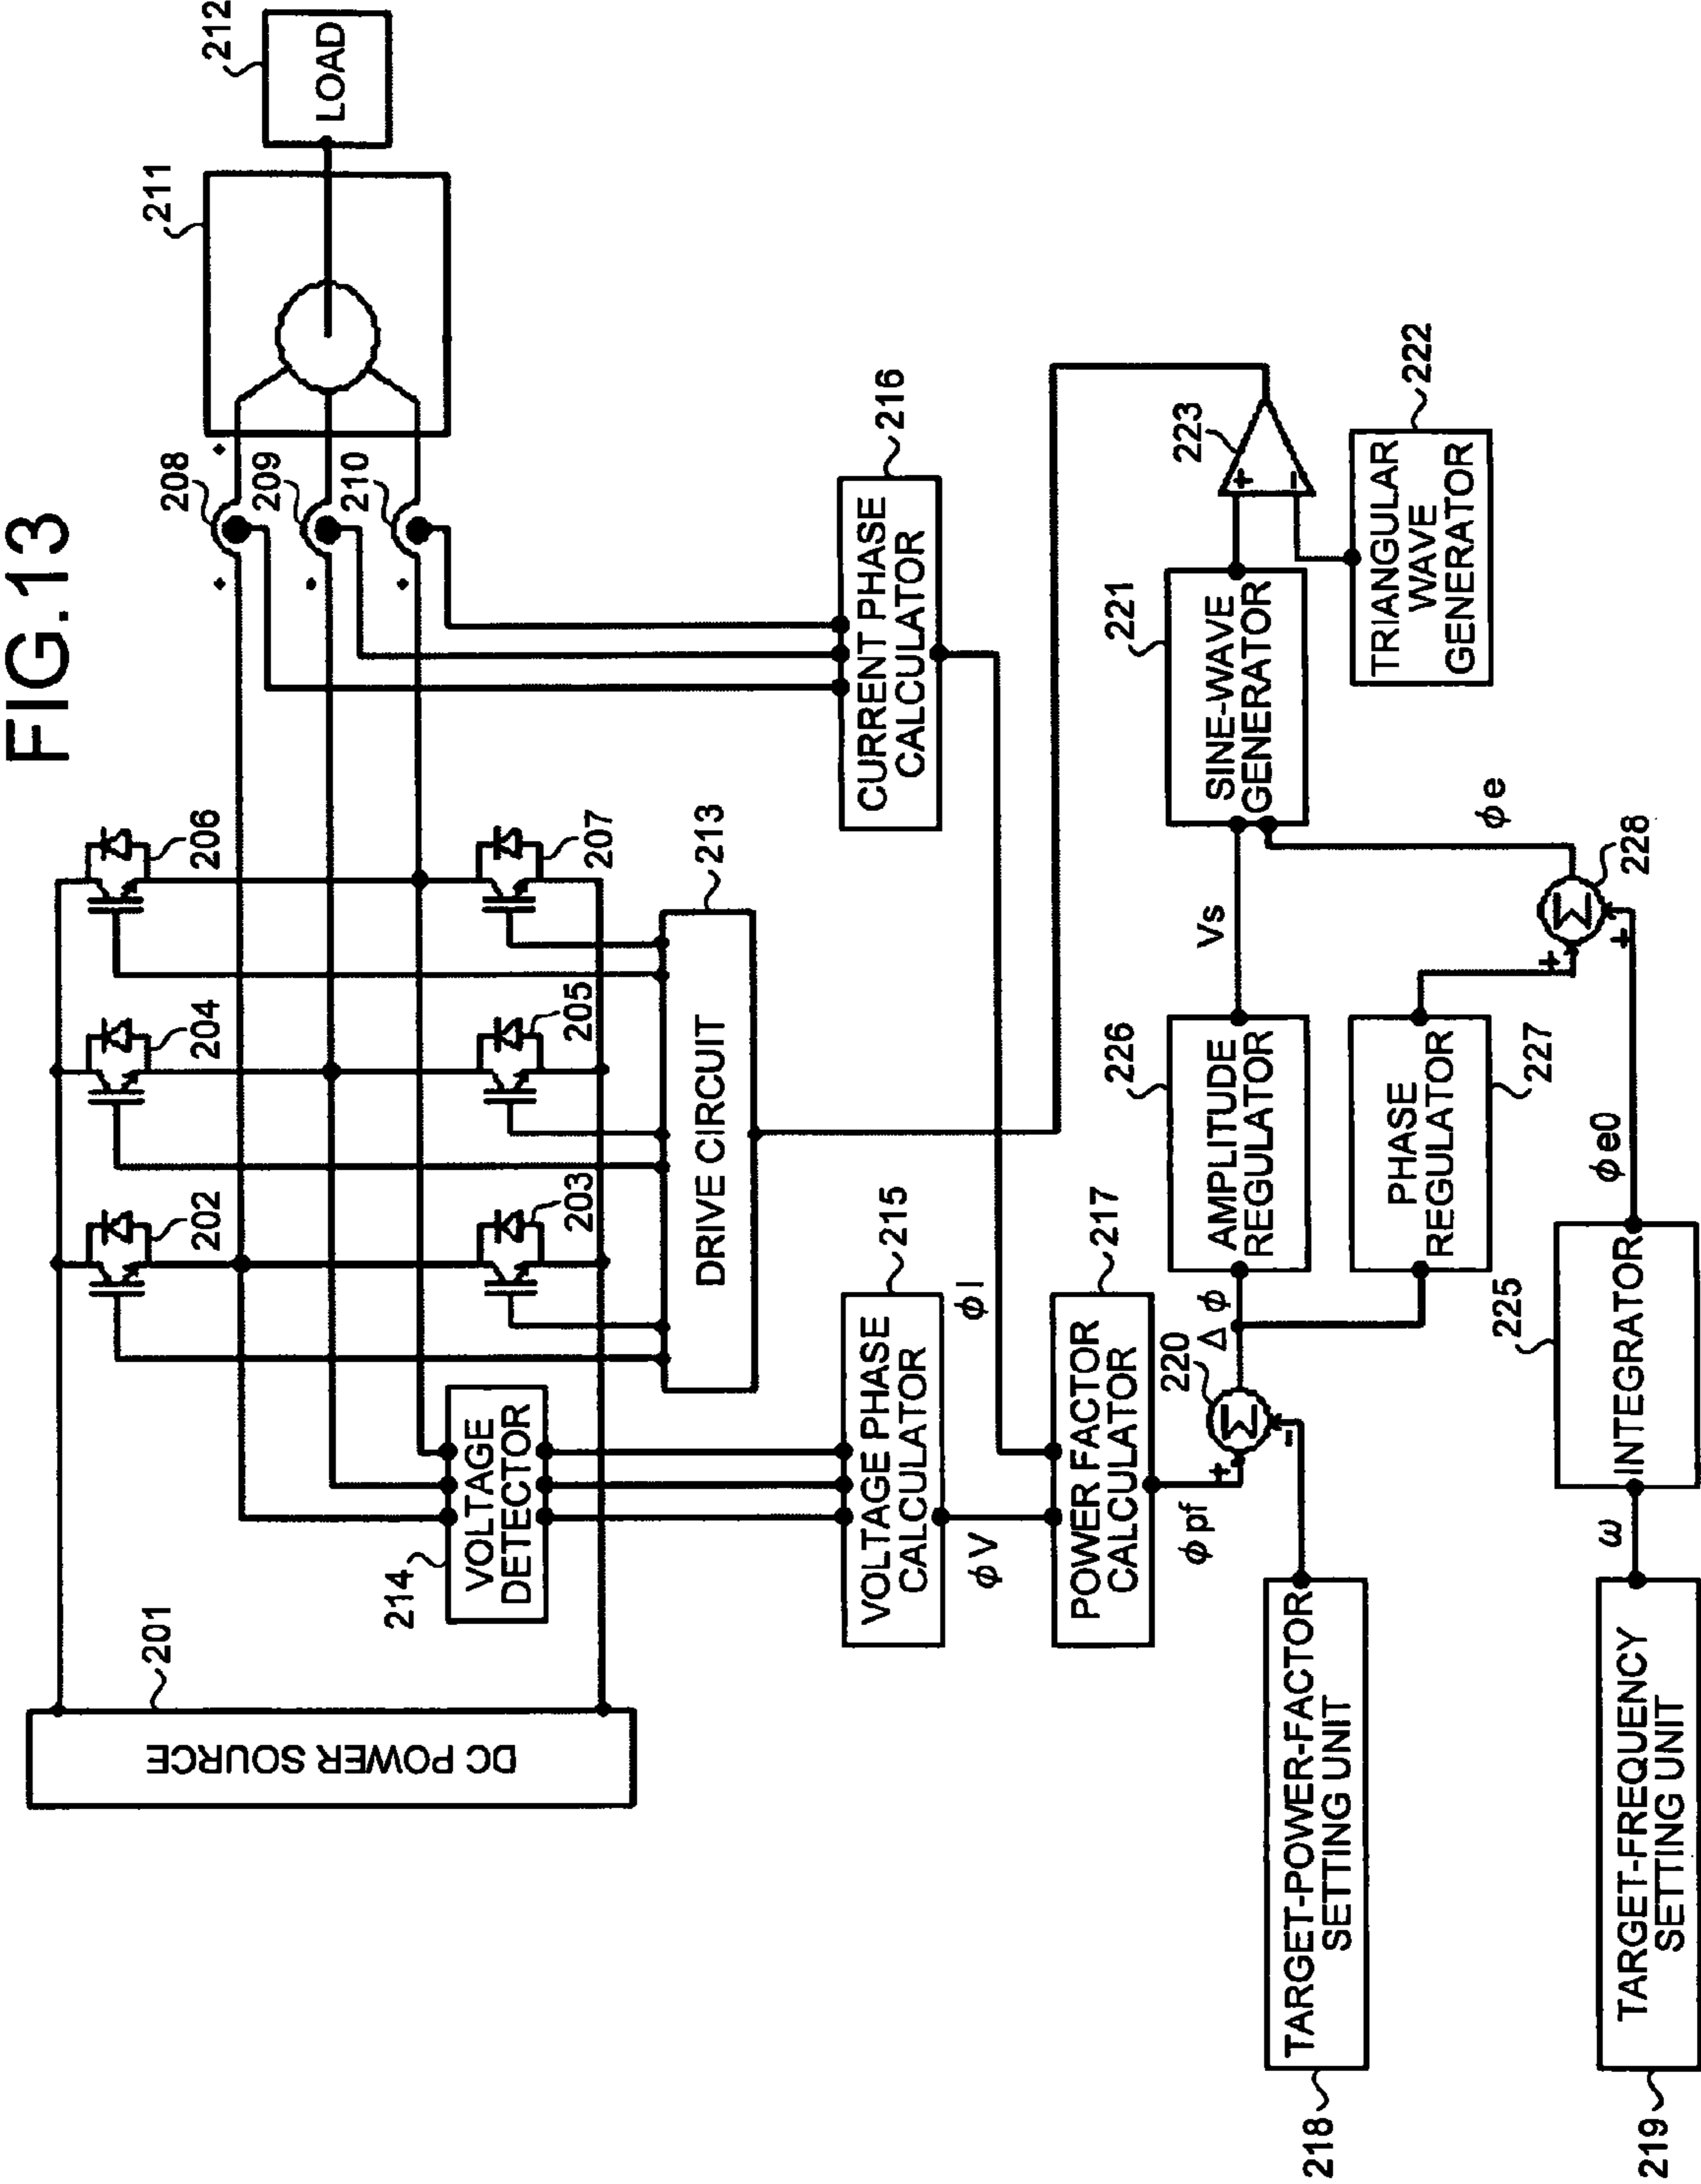 FIG.13
201
DC POWER SOURCE
202
204
206
203
205
207
208
209
210
211
212
LOAD
213
DRIVE CIRCUIT
214
VOLTAGE
DETECTOR
215
VOLTAGE PHASE
CALCULATOR
216
CURRENT PHASE
CALCULATOR
ϕV
ϕI
217
POWER FACTOR
CALCULATOR
ϕpf
+
-
220
Δϕ
Σ
218
TARGET-POWER-FACTOR
SETTING UNIT
226
AMPLITUDE
REGULATOR
Vs
221
SINE-WAVE
GENERATOR
223
+
-
222
TRIANGULAR
WAVE
GENERATOR
PHASE
REGULATOR
227
+
+
Σ
228
ϕe
219
TARGET-FREQUENCY
SETTING UNIT
ω
225
INTEGRATOR
ϕe0